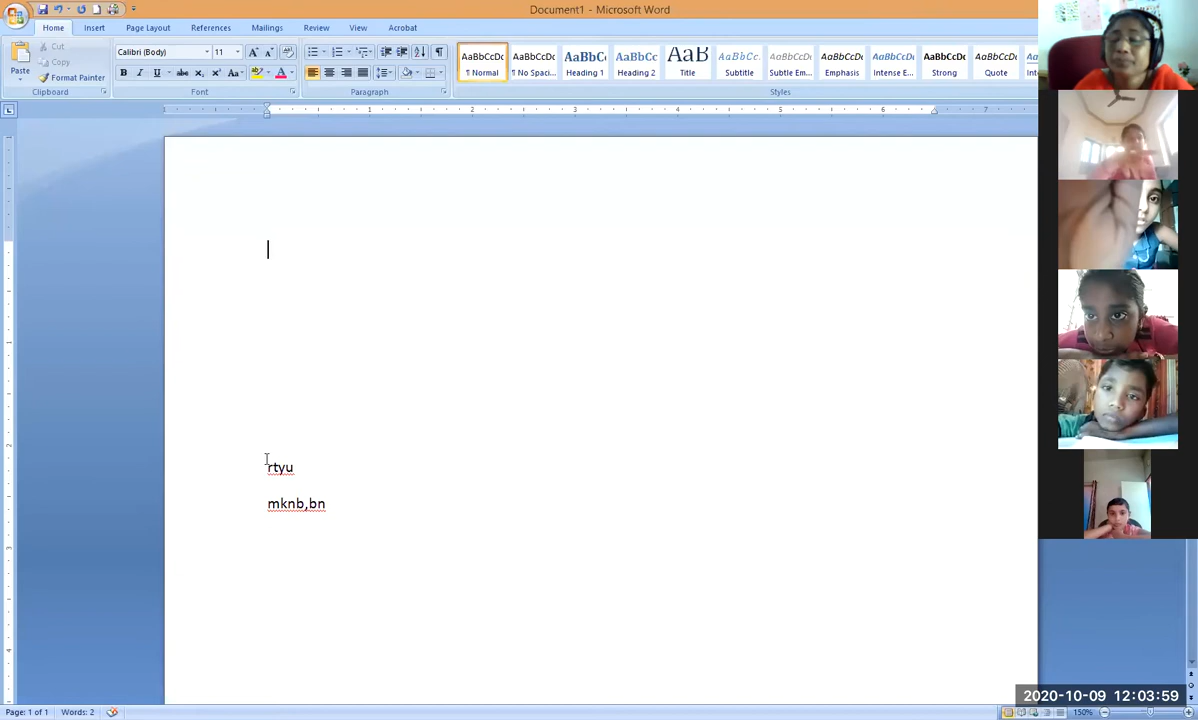 Document1 - Microsoft Word
Home Insert Page Layout References Mailings Review View Acrobat
Cut
Copy
Format Painter
Paste
Clipboard
Calibri (Body) 11
Font
Paragraph
AaBbCcDc AaBbCcDc AaBbC AaBbCc AaB AaBbCc. AaBbCcDc AaBbCcDc AaBbCcDc AaBbCcDc AaBbCcDc
¶ Normal ¶ No Spaci... Heading 1 Heading 2 Title Subtitle Subtle Em... Emphasis Intense E... Strong Quote
Styles
rtyu
mknb,bn
2020-10-09 12:03:59
Page: 1 of 1 Words: 2 150%